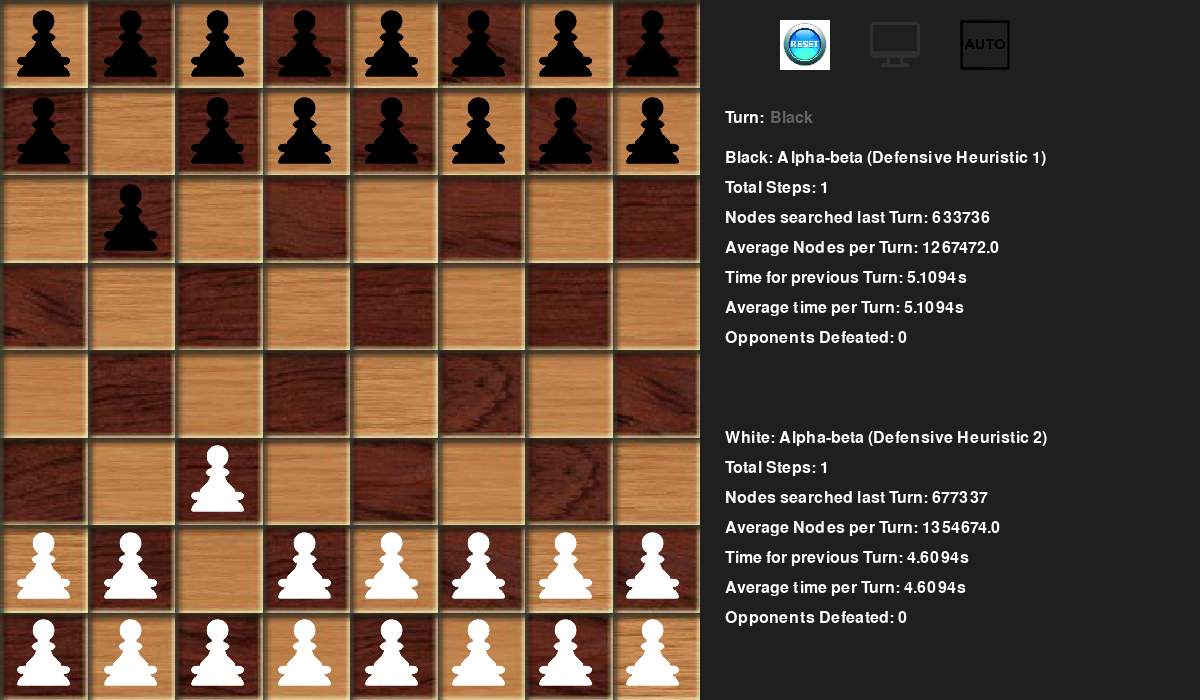 RESET
AUTO
Turn: Black
Black: Alpha-beta (Defensive Heuristic 1)
Total Steps: 1
Nodes searched last Turn: 633736
Average Nodes per Turn: 1267472.0
Time for previous Turn: 5.1094s
Average time per Turn: 5.1094s
Opponents Defeated: 0
White: Alpha-beta (Defensive Heuristic 2)
Total Steps: 1
Nodes searched last Turn: 677337
Average Nodes per Turn: 1354674.0
Time for previous Turn: 4.6094s
Average time per Turn: 4.6094s
Opponents Defeated: 0